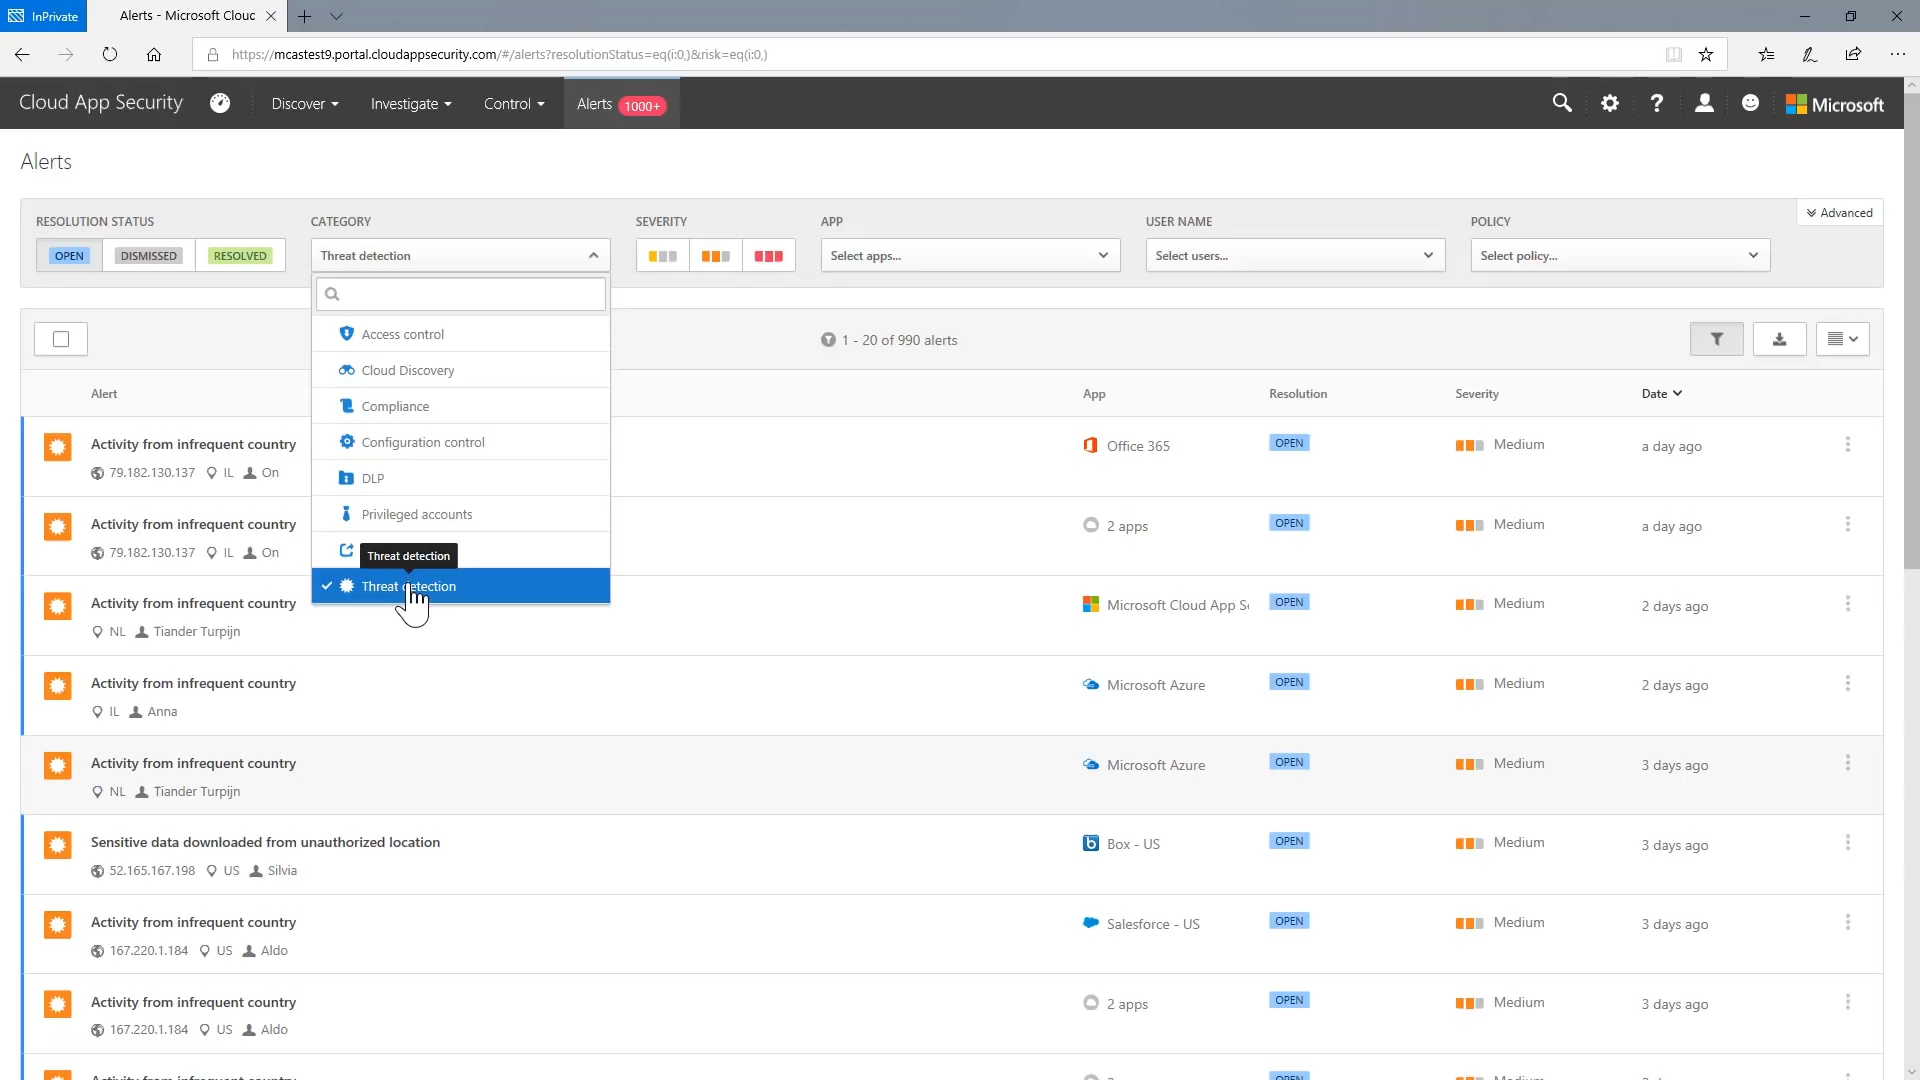 InPrivate
Alerts - Microsoft Clouc
https://mcastest9.portal.cloudappsecurity.com/#/alerts?resolutionStatus=eq(i:0,)&risk=eq(i:0,)
Cloud App Security
Discover
Investigate
Control
Alerts
1000+
?
Microsoft
Alerts
Advanced
RESOLUTION STATUS
CATEGORY
SEVERITY
APP
USER NAME
POLICY
OPEN
DISMISSED
RESOLVED
Threat detection
Select apps...
Select users...
Select policy...
Access control
Cloud Discovery
Compliance
Configuration control
DLP
Privileged accounts
Threat detection
Threat detection
1 - 20 of 990 alerts
Alert
App
Resolution
Severity
Date
Activity from infrequent country
79.182.130.137 IL On
Office 365
OPEN
Medium
a day ago
Activity from infrequent country
79.182.130.137 IL On
2 apps
OPEN
Medium
a day ago
Activity from infrequent country
NL Tiander Turpijn
Microsoft Cloud App Se
OPEN
Medium
2 days ago
Activity from infrequent country
IL Anna
Microsoft Azure
OPEN
Medium
2 days ago
Activity from infrequent country
NL Tiander Turpijn
Microsoft Azure
OPEN
Medium
3 days ago
Sensitive data downloaded from unauthorized location
52.165.167.198 US Silvia
Box - US
OPEN
Medium
3 days ago
Activity from infrequent country
167.220.1.184 US Aldo
Salesforce - US
OPEN
Medium
3 days ago
Activity from infrequent country
167.220.1.184 US Aldo
2 apps
OPEN
Medium
3 days ago